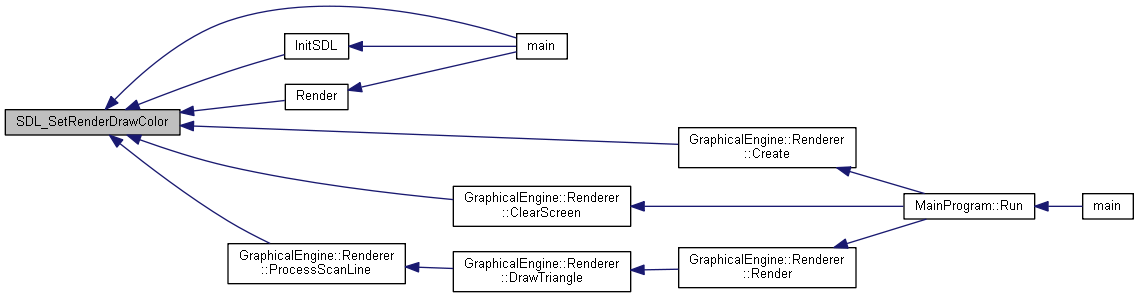 SDL_SetRenderDrawColor
InitSDL
main
Render
GraphicalEngine::Renderer
::Create
GraphicalEngine::Renderer
::ClearScreen
MainProgram::Run
main
GraphicalEngine::Renderer
::ProcessScanLine
GraphicalEngine::Renderer
::DrawTriangle
GraphicalEngine::Renderer
::Render